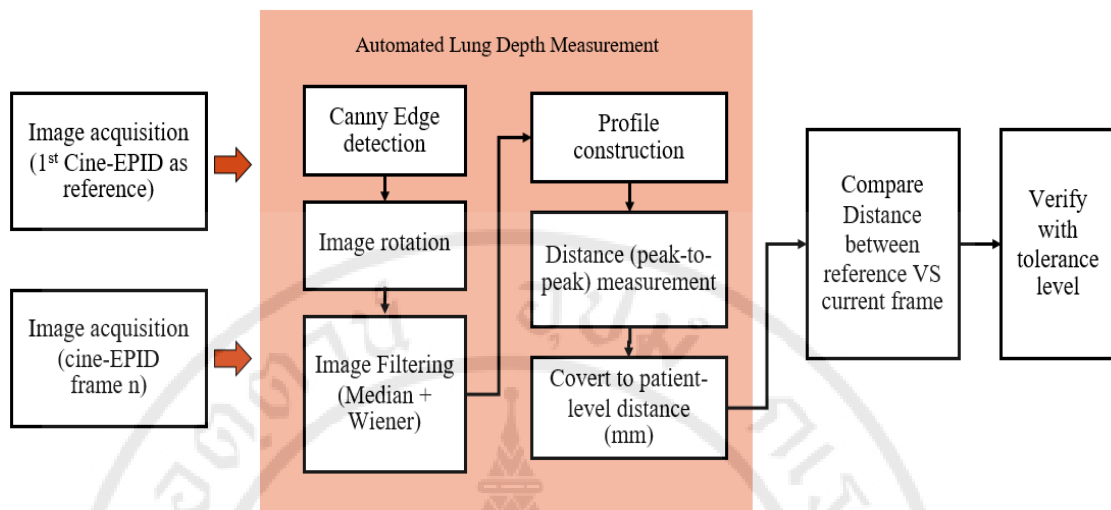 Automated Lung Depth Measurement
Image acquisition
(1st Cine-EPID as
reference)
Image acquisition
(cine-EPID
frame n)
Canny Edge
detection
Image rotation
Image Filtering
(Median +
Wiener)
Profile
construction
Distance (peak-to-
peak) measurement
Covert to patient-
level distance
(mm)
Compare
Distance
between
reference VS
current frame
Verify
with
tolerance
level